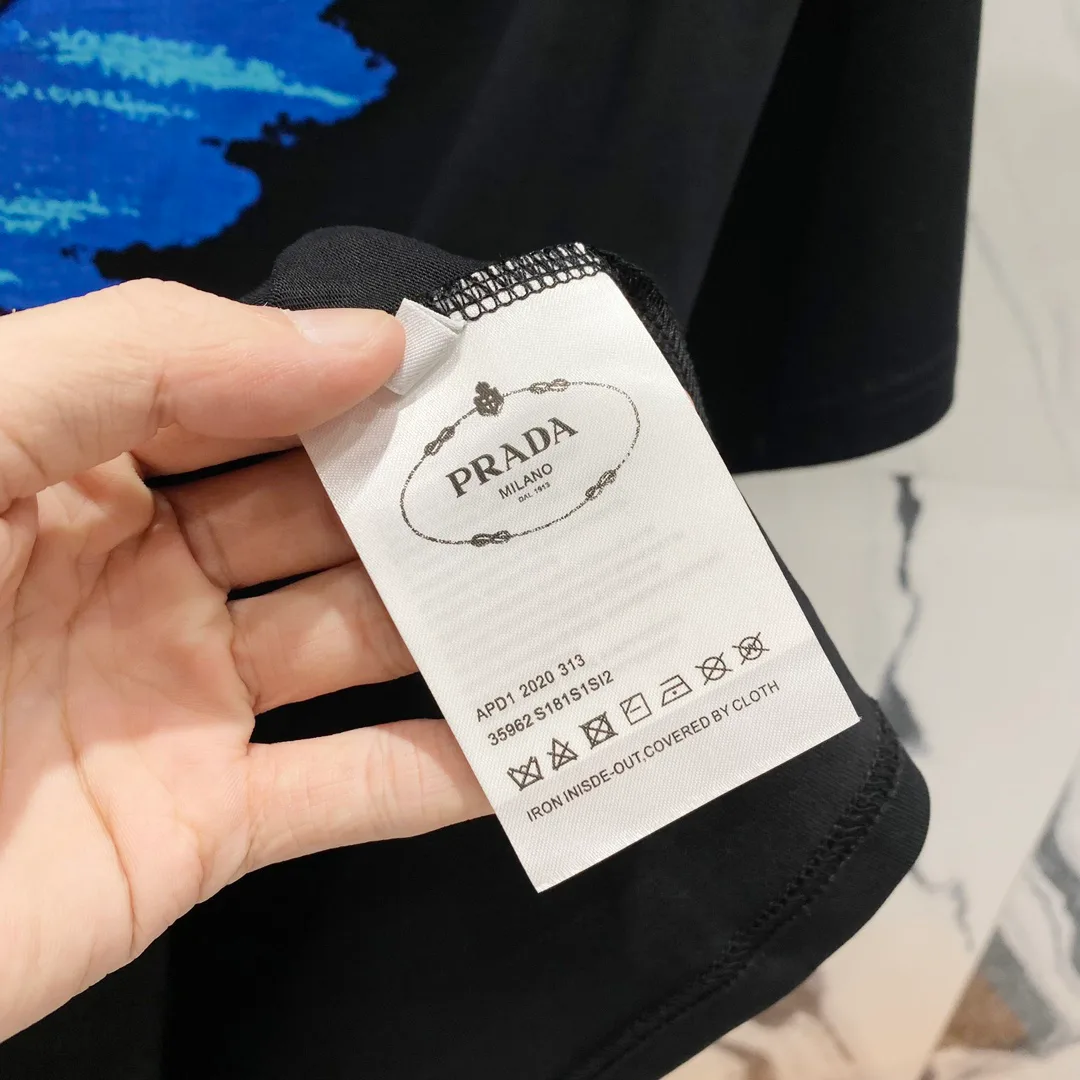 PRADA
MILANO
DAL 1913
APD1 2020 313
35962 S181S1SI2
IRON INISDE-OUT,COVERED BY CLOTH